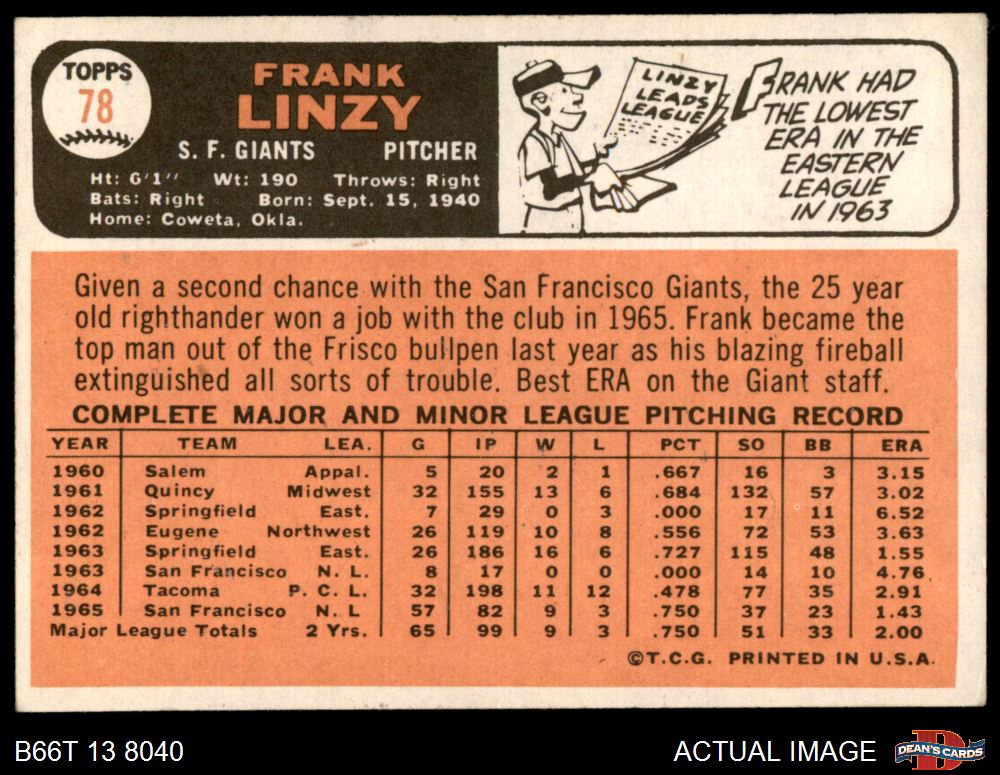 TOPPS
78
FRANK
LINZY
S. F. GIANTS PITCHER
Ht: 6'1'' Wt: 190 Throws: Right
Bats: Right Born: Sept. 15, 1940
Home: Coweta, Okla.
LINZY
LEADS
LEAGUE
FRANK HAD
THE LOWEST
ERA IN THE
EASTERN
LEAGUE
IN 1963
Given a second chance with the San Francisco Giants, the 25 year
old righthander won a job with the club in 1965. Frank became the
top man out of the Frisco bullpen last year as his blazing fireball
extinguished all sorts of trouble. Best ERA on the Giant staff.
COMPLETE MAJOR AND MINOR LEAGUE PITCHING RECORD
YEAR TEAM LEA. G IP W L PCT SO BB ERA
1960 Salem Appal. 5 20 2 1 .667 16 3 3.15
1961 Quincy Midwest 32 155 13 6 .684 132 57 3.02
1962 Springfield East. 7 29 0 3 .000 17 11 6.52
1962 Eugene Northwest 26 119 10 8 .556 72 53 3.63
1963 Springfield East. 26 186 16 6 .727 115 48 1.55
1963 San Francisco N. L. 8 17 0 0 .000 14 10 4.76
1964 Tacoma P. C. L. 32 198 11 12 .478 77 35 2.91
1965 San Francisco N. L 57 82 9 3 .750 37 23 1.43
Major League Totals 2 Yrs. 65 99 9 3 .750 51 33 2.00
©T.C.G. PRINTED IN U.S.A.
B66T 13 8040 ACTUAL IMAGE
D
DEAN'S CARDS